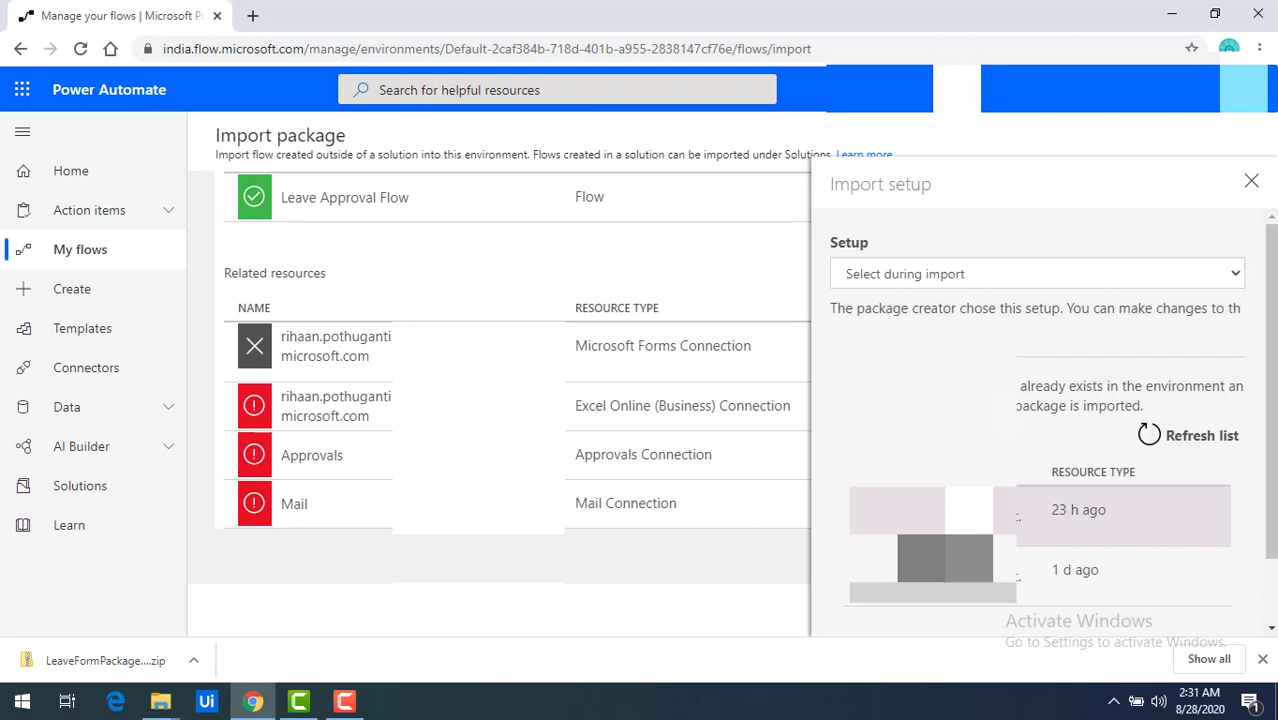 Manage your flows | Microsoft Po
india.flow.microsoft.com/manage/environments/Default-2caf384b-718d-401b-a955-2838147cf76e/flows/import
Power Automate
Search for helpful resources
Import package
Import flow created outside of a solution into this environment. Flows created in a solution can be imported under Solutions. Learn more
Home
Action items
My flows
Create
Templates
Connectors
Data
AI Builder
Solutions
Learn
Leave Approval Flow Flow
Related resources
NAME RESOURCE TYPE
rihaan.pothuganti
microsoft.com
Microsoft Forms Connection
rihaan.pothuganti
microsoft.com
Excel Online (Business) Connection
Approvals Approvals Connection
Mail Mail Connection
Import setup
Setup
Select during import
The package creator chose this setup. You can make changes to th
already exists in the environment an
package is imported.
Refresh list
RESOURCE TYPE
23 h ago
1 d ago
Activate Windows
Go to Settings to activate Windows.
LeaveFormPackage....zip
Show all
Ui
2:31 AM
8/28/2020
1